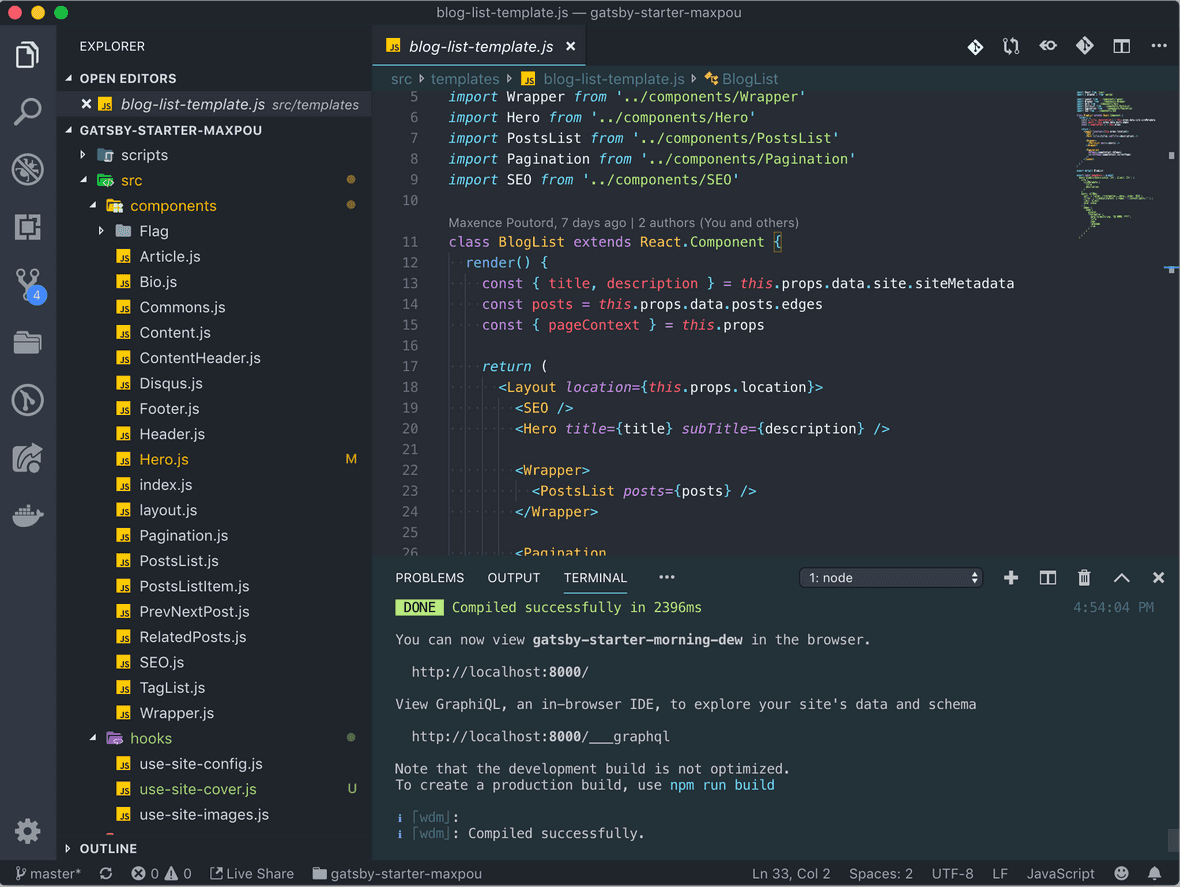 blog-list-template.js — gatsby-starter-maxpou
EXPLORER
OPEN EDITORS
JS blog-list-template.js src/templates
GATSBY-STARTER-MAXPOU
scripts
src
components
Flag
JS Article.js
JS Bio.js
JS Commons.js
JS Content.js
JS ContentHeader.js
JS Disqus.js
JS Footer.js
JS Header.js
JS Hero.js M
JS index.js
JS layout.js
JS Pagination.js
JS PostsList.js
JS PostsListItem.js
JS PrevNextPost.js
JS RelatedPosts.js
JS SEO.js
JS TagList.js
JS Wrapper.js
hooks
JS use-site-config.js
JS use-site-cover.js U
JS use-site-images.js
OUTLINE
4
JS blog-list-template.js
src templates JS blog-list-template.js BlogList
5 import Wrapper from '../components/Wrapper'
6 import Hero from '../components/Hero'
7 import PostsList from '../components/PostsList'
8 import Pagination from '../components/Pagination'
9 import SEO from '../components/SEO'
10
Maxence Poutord, 7 days ago | 2 authors (You and others)
11 class BlogList extends React.Component {
12 render() {
13 const { title, description } = this.props.data.site.siteMetadata
14 const posts = this.props.data.posts.edges
15 const { pageContext } = this.props
16
17 return (
18 <Layout location={this.props.location}>
19 <SEO />
20 <Hero title={title} subTitle={description} />
21
22 <Wrapper>
23 <PostsList posts={posts} />
24 </Wrapper>
25
26 <Pagination
PROBLEMS OUTPUT TERMINAL ••• 1: node
DONE Compiled successfully in 2396ms 4:54:04 PM
You can now view gatsby-starter-morning-dew in the browser.
http://localhost:8000/
View GraphiQL, an in-browser IDE, to explore your site's data and schema
http://localhost:8000/___graphql
Note that the development build is not optimized.
To create a production build, use npm run build
ℹ ｢wdm｣:
ℹ ｢wdm｣: Compiled successfully.
master* 0 0 Live Share gatsby-starter-maxpou Ln 33, Col 2 Spaces: 2 UTF-8 LF JavaScript